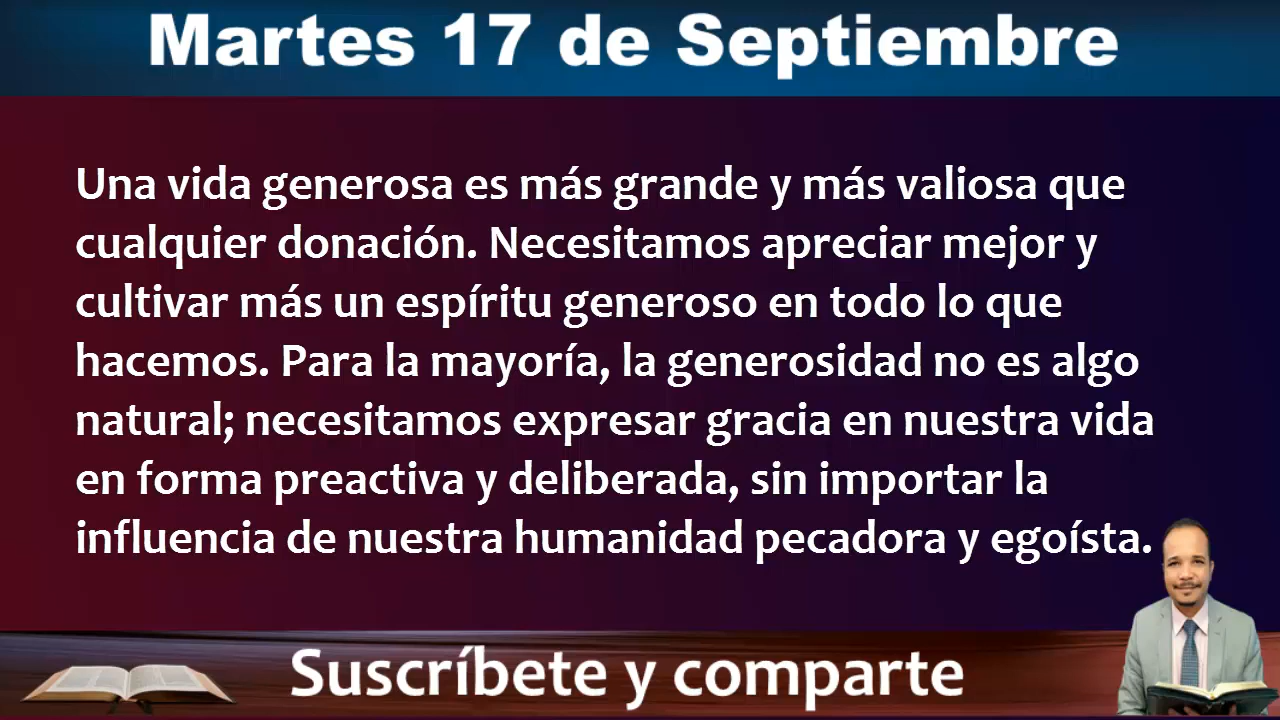 Martes 17 de Septiembre
Una vida generosa es más grande y más valiosa que
cualquier donación. Necesitamos apreciar mejor y
cultivar más un espíritu generoso en todo lo que
hacemos. Para la mayoría, la generosidad no es algo
natural; necesitamos expresar gracia en nuestra vida
en forma preactiva y deliberada, sin importar la
influencia de nuestra humanidad pecadora y egoísta.
Suscríbete y comparte